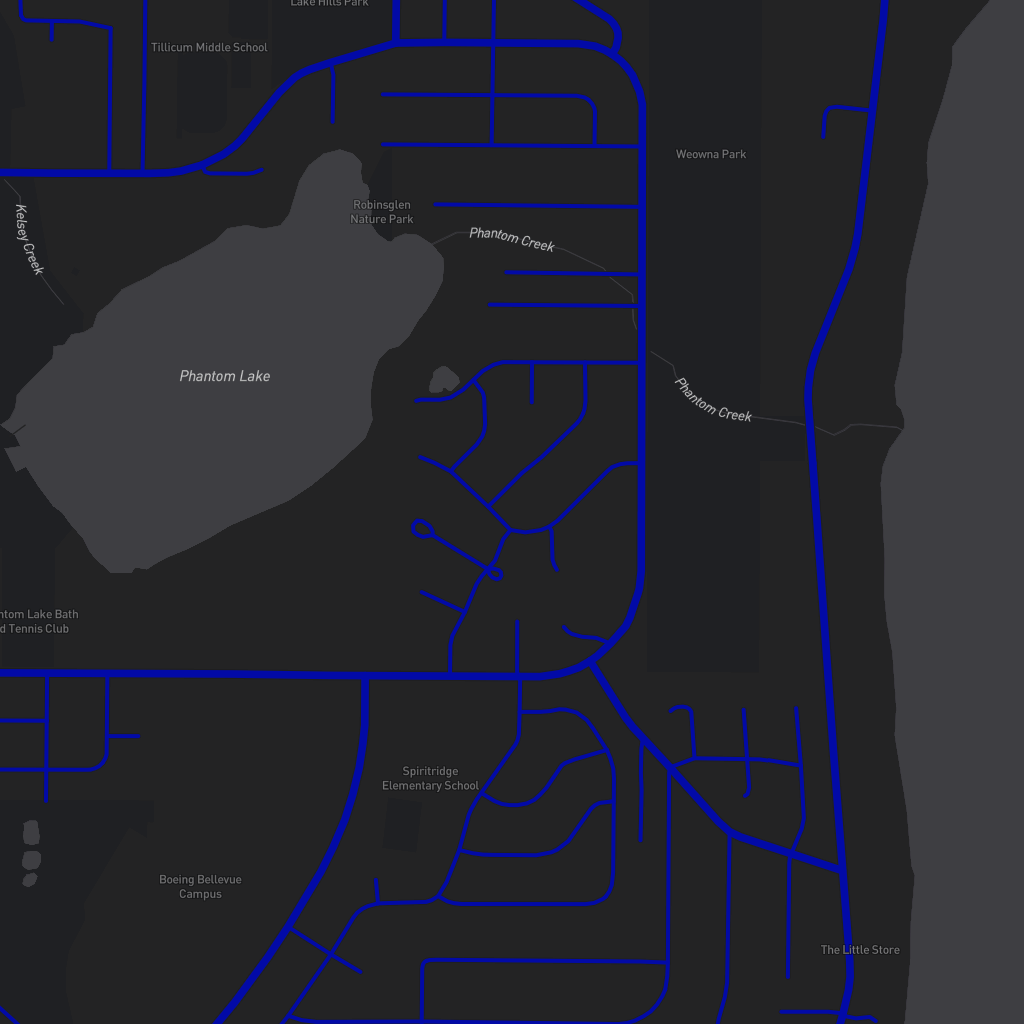 Lake Hills Park
Tillicum Middle School
Weowna Park
Robinsglen
Nature Park
Kelsey Creek
Phantom Creek
Phantom Lake
Phantom Creek
ntom Lake Bath
d Tennis Club
Spiritridge
Elementary School
Boeing Bellevue
Campus
The Little Store